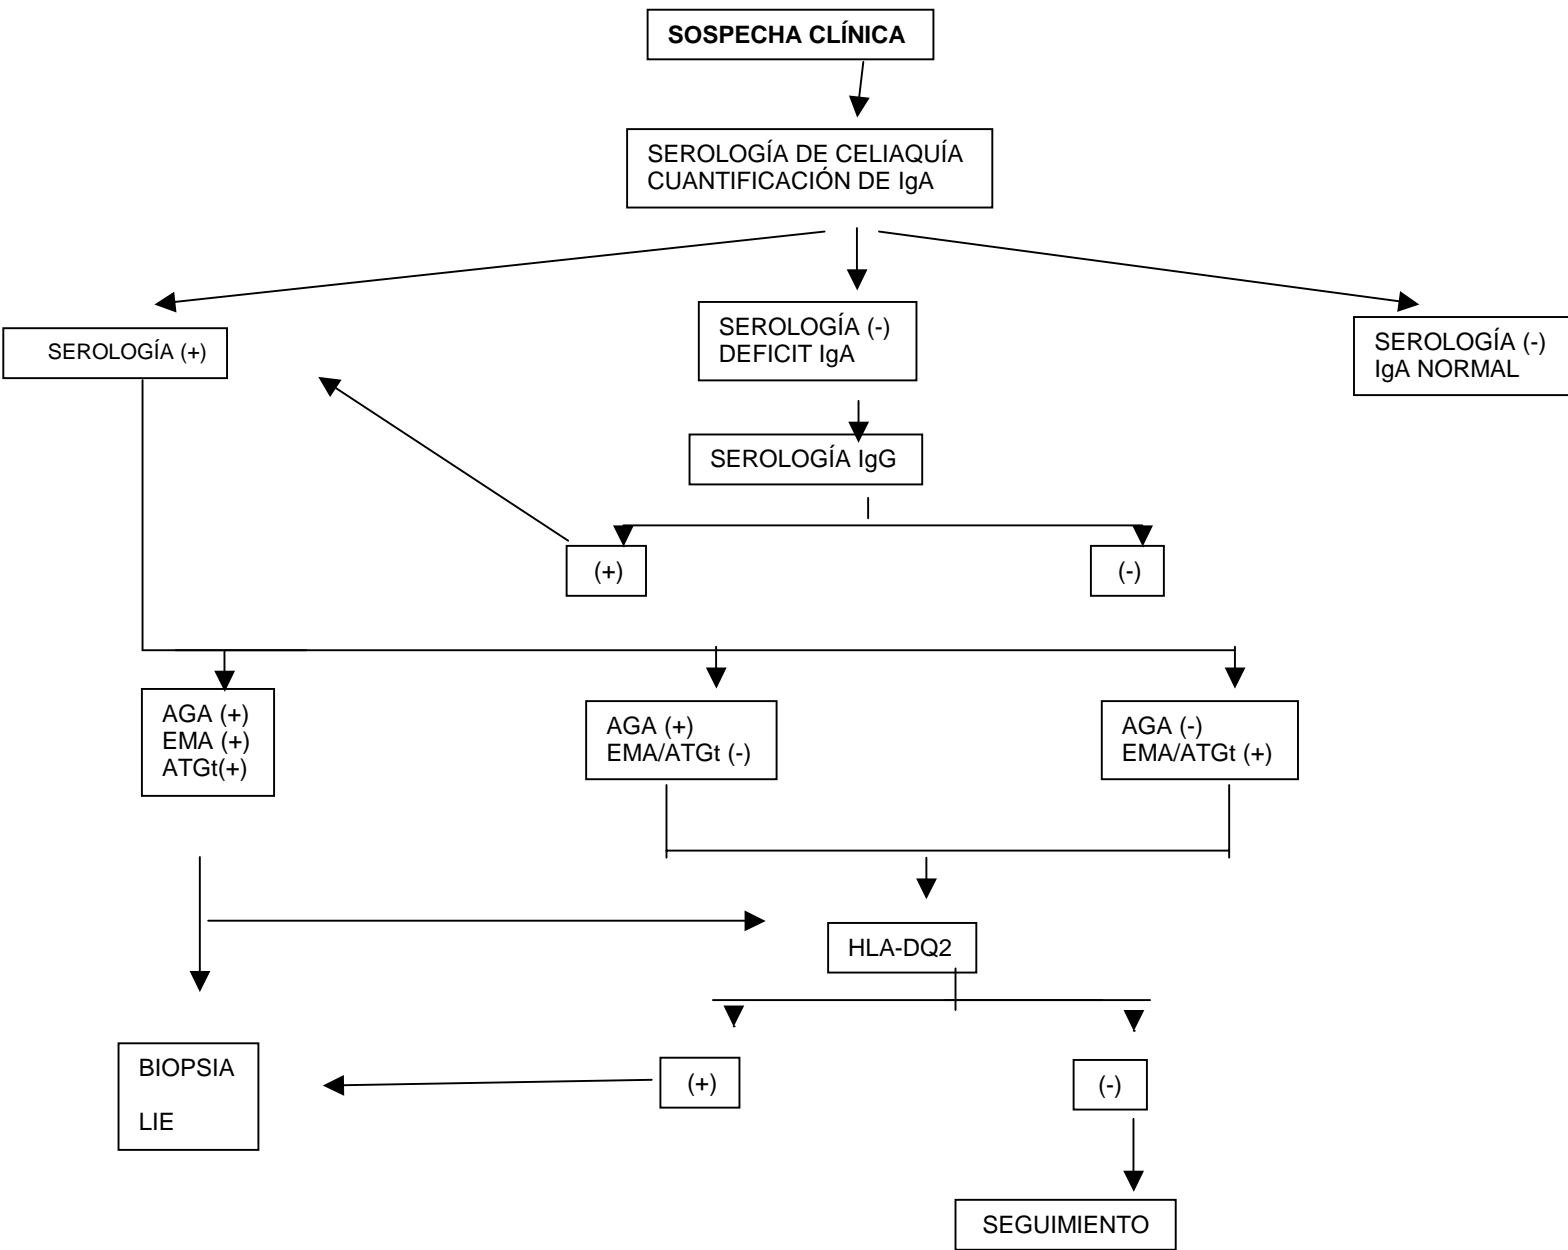 SOSPECHA CLÍNICA
SEROLOGÍA DE CELIAQUÍA
CUANTIFICACIÓN DE IgA
SEROLOGÍA (+)
SEROLOGÍA (-)
DEFICIT IgA
SEROLOGÍA (-)
IgA NORMAL
SEROLOGÍA IgG
(+)
(-)
AGA (+)
EMA (+)
ATGt(+)
AGA (+)
EMA/ATGt (-)
AGA (-)
EMA/ATGt (+)
HLA-DQ2
BIOPSIA
LIE
(+)
(-)
SEGUIMIENTO